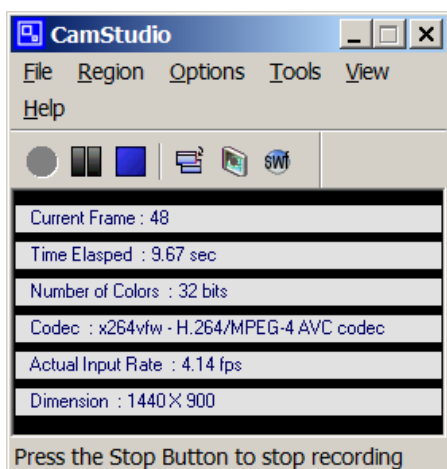 CamStudio
File Region Options Tools View
Help
swf
Current Frame : 48
Time Elasped : 9.67 sec
Number of Colors : 32 bits
Codec : x264vfw - H.264/MPEG-4 AVC codec
Actual Input Rate : 4.14 fps
Dimension : 1440 X 900
Press the Stop Button to stop recording